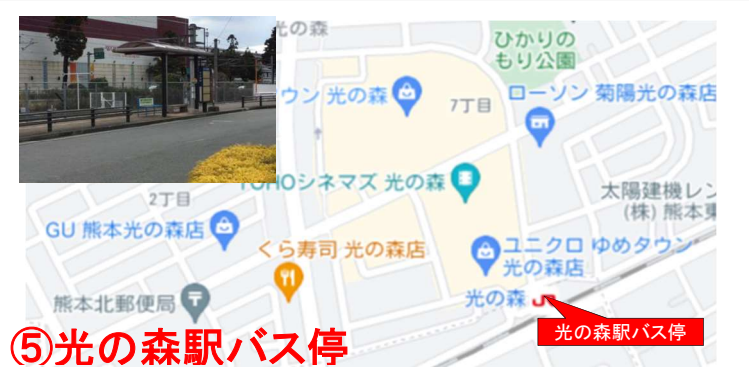 の森
ひかりの
もり公園
ウン 光の森
7丁目
ローソン 菊陽光の森店
TOHOシネマズ 光の森
2丁目
太陽建機レン
(株) 熊本東
GU 熊本光の森店
くら寿司 光の森店
ユニクロ ゆめタウン
光の森店
熊本北郵便局
光の森
光の森駅バス停
⑤光の森駅バス停